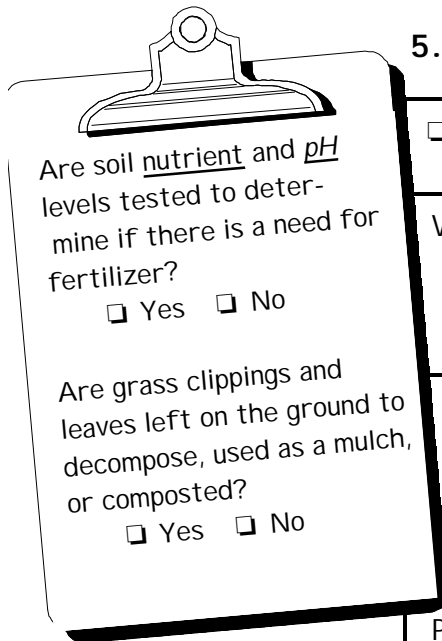 5.
Are soil nutrient and pH
levels tested to deter-
mine if there is a need for
fertilizer?
❏ Yes ❏ No
Are grass clippings and
leaves left on the ground to
decompose, used as a mulch,
or composted?
❏ Yes ❏ No